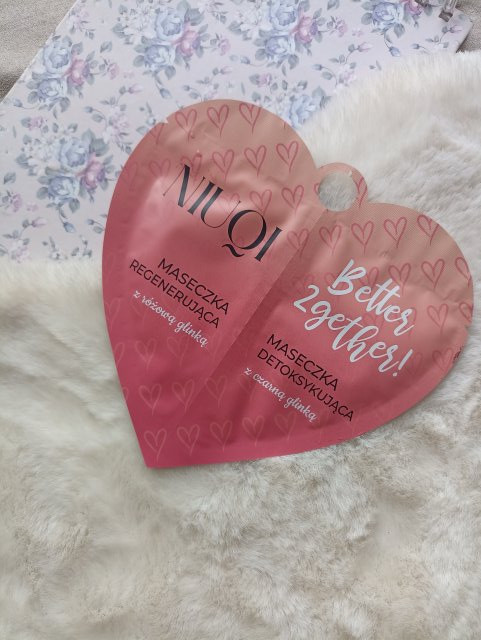 NIUQI
MASECZKA
REGENERUJĄCA
z różową glinką
Better
2gether!
MASECZKA
DETOKSYKUJĄCA
z czarną glinką